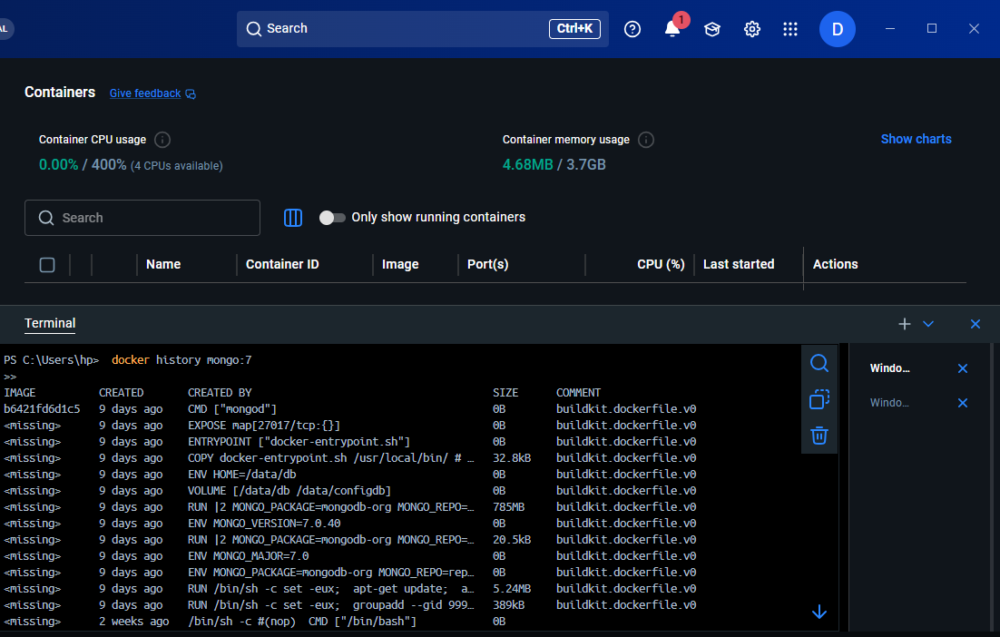 AL
Search Ctrl+K
1
D
Containers Give feedback
Container CPU usage
0.00% / 400% (4 CPUs available)
Container memory usage
4.68MB / 3.7GB
Show charts
Search
Only show running containers
Name Container ID Image Port(s) CPU (%) Last started Actions
Terminal
PS C:\Users\hp>  docker history mongo:7
>>
IMAGE CREATED CREATED BY SIZE COMMENT
b6421fd6d1c5 9 days ago CMD ["mongod"] 0B buildkit.dockerfile.v0
<missing> 9 days ago EXPOSE map[27017/tcp:{}] 0B buildkit.dockerfile.v0
<missing> 9 days ago ENTRYPOINT ["docker-entrypoint.sh"] 0B buildkit.dockerfile.v0
<missing> 9 days ago COPY docker-entrypoint.sh /usr/local/bin/ # … 32.8kB buildkit.dockerfile.v0
<missing> 9 days ago ENV HOME=/data/db 0B buildkit.dockerfile.v0
<missing> 9 days ago VOLUME [/data/db /data/configdb] 0B buildkit.dockerfile.v0
<missing> 9 days ago RUN |2 MONGO_PACKAGE=mongodb-org MONGO_REPO=… 785MB buildkit.dockerfile.v0
<missing> 9 days ago ENV MONGO_VERSION=7.0.40 0B buildkit.dockerfile.v0
<missing> 9 days ago RUN |2 MONGO_PACKAGE=mongodb-org MONGO_REPO=… 20.5kB buildkit.dockerfile.v0
<missing> 9 days ago ENV MONGO_MAJOR=7.0 0B buildkit.dockerfile.v0
<missing> 9 days ago ENV MONGO_PACKAGE=mongodb-org MONGO_REPO=rep… 0B buildkit.dockerfile.v0
<missing> 9 days ago RUN /bin/sh -c set -eux;  apt-get update;  a… 5.24MB buildkit.dockerfile.v0
<missing> 9 days ago RUN /bin/sh -c set -eux;  groupadd --gid 999… 389kB buildkit.dockerfile.v0
<missing> 2 weeks ago /bin/sh -c #(nop)  CMD ["/bin/bash"] 0B
Windo…
Windo…